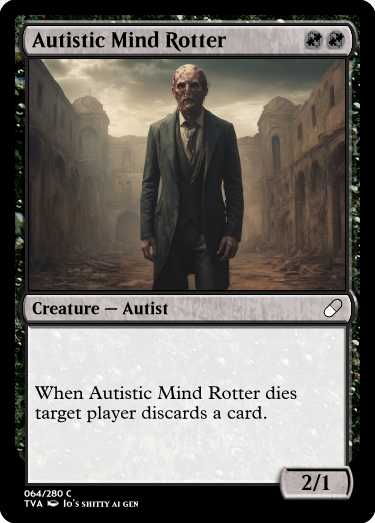 Autistic Mind Rotter
Creature — Autist
When Autistic Mind Rotter dies
target player discards a card.
2/1
064/280 C
TVA Io's shitty ai gen